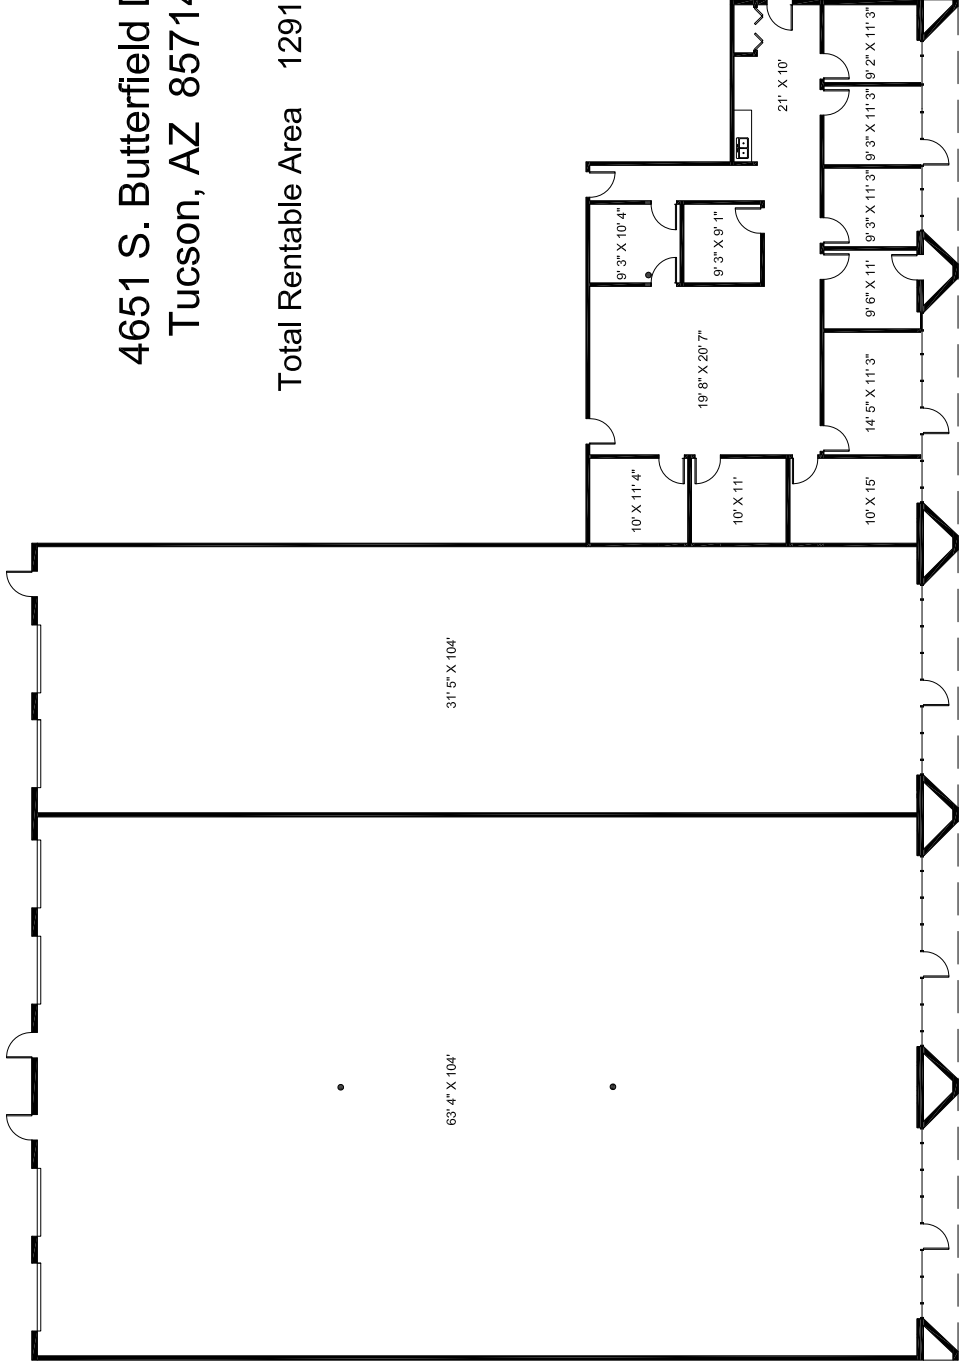 4651 S. Butterfield
Tucson, AZ 85714
Total Rentable Area 1291
21' X 10'
9' 2" X 11' 3"
9' 3" X 11' 3"
9' 3" X 11' 3"
9' 3" X 10' 4"
9' 3" X 9' 1"
9' 6" X 11'
19' 8" X 20' 7"
14' 5" X 11' 3"
10' X 11' 4"
10' X 11'
10' X 15'
31' 5" X 104'
63' 4" X 104'